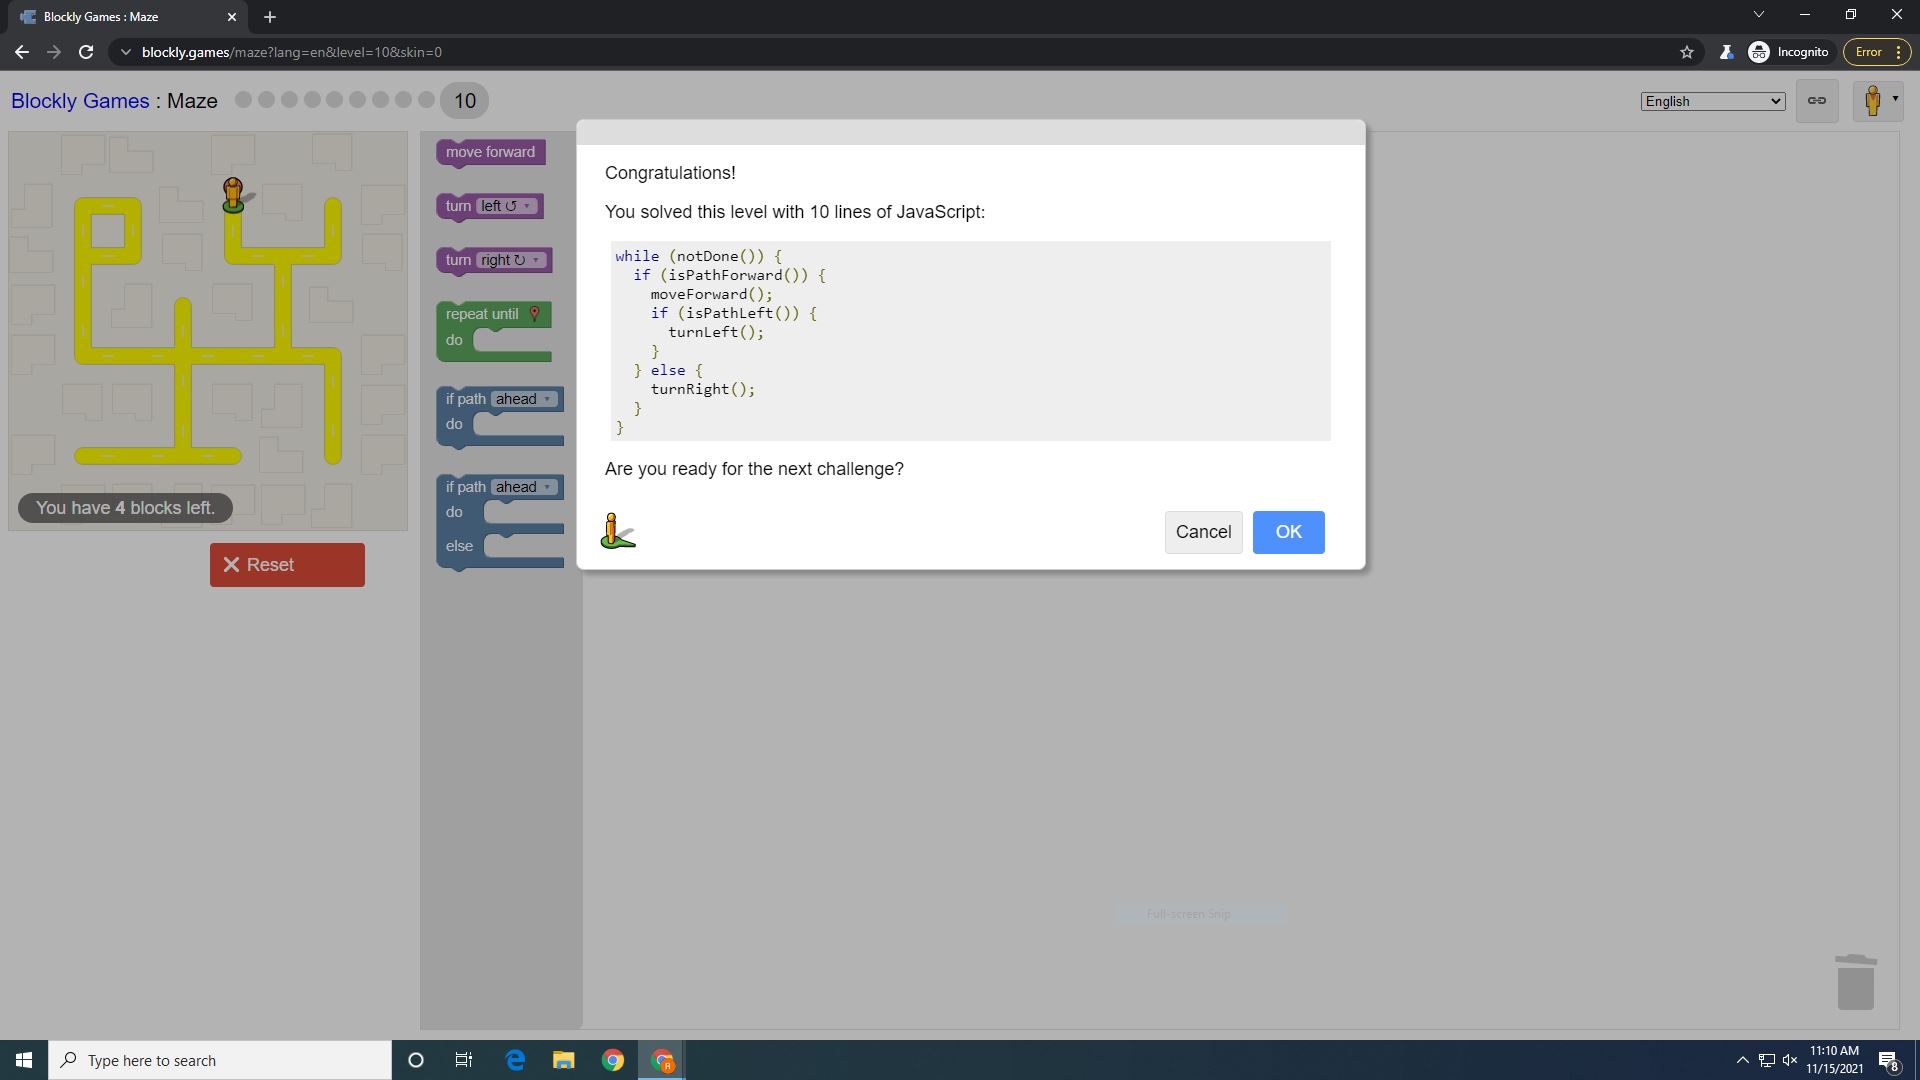 Blockly Games : Maze
blockly.games/maze?lang=en&level=10&skin=0
Incognito
Error
Blockly Games : Maze
10
English
move forward
turn left ↺
turn right ↻
repeat until
do
if path ahead
do
if path ahead
do
else
You have 4 blocks left.
Reset
Congratulations!
You solved this level with 10 lines of JavaScript:
while (notDone()) {
  if (isPathForward()) {
    moveForward();
    if (isPathLeft()) {
      turnLeft();
    }
  } else {
    turnRight();
  }
}
Are you ready for the next challenge?
Cancel
OK
Full-screen Snip
Type here to search
R
11:10 AM
11/15/2021
8